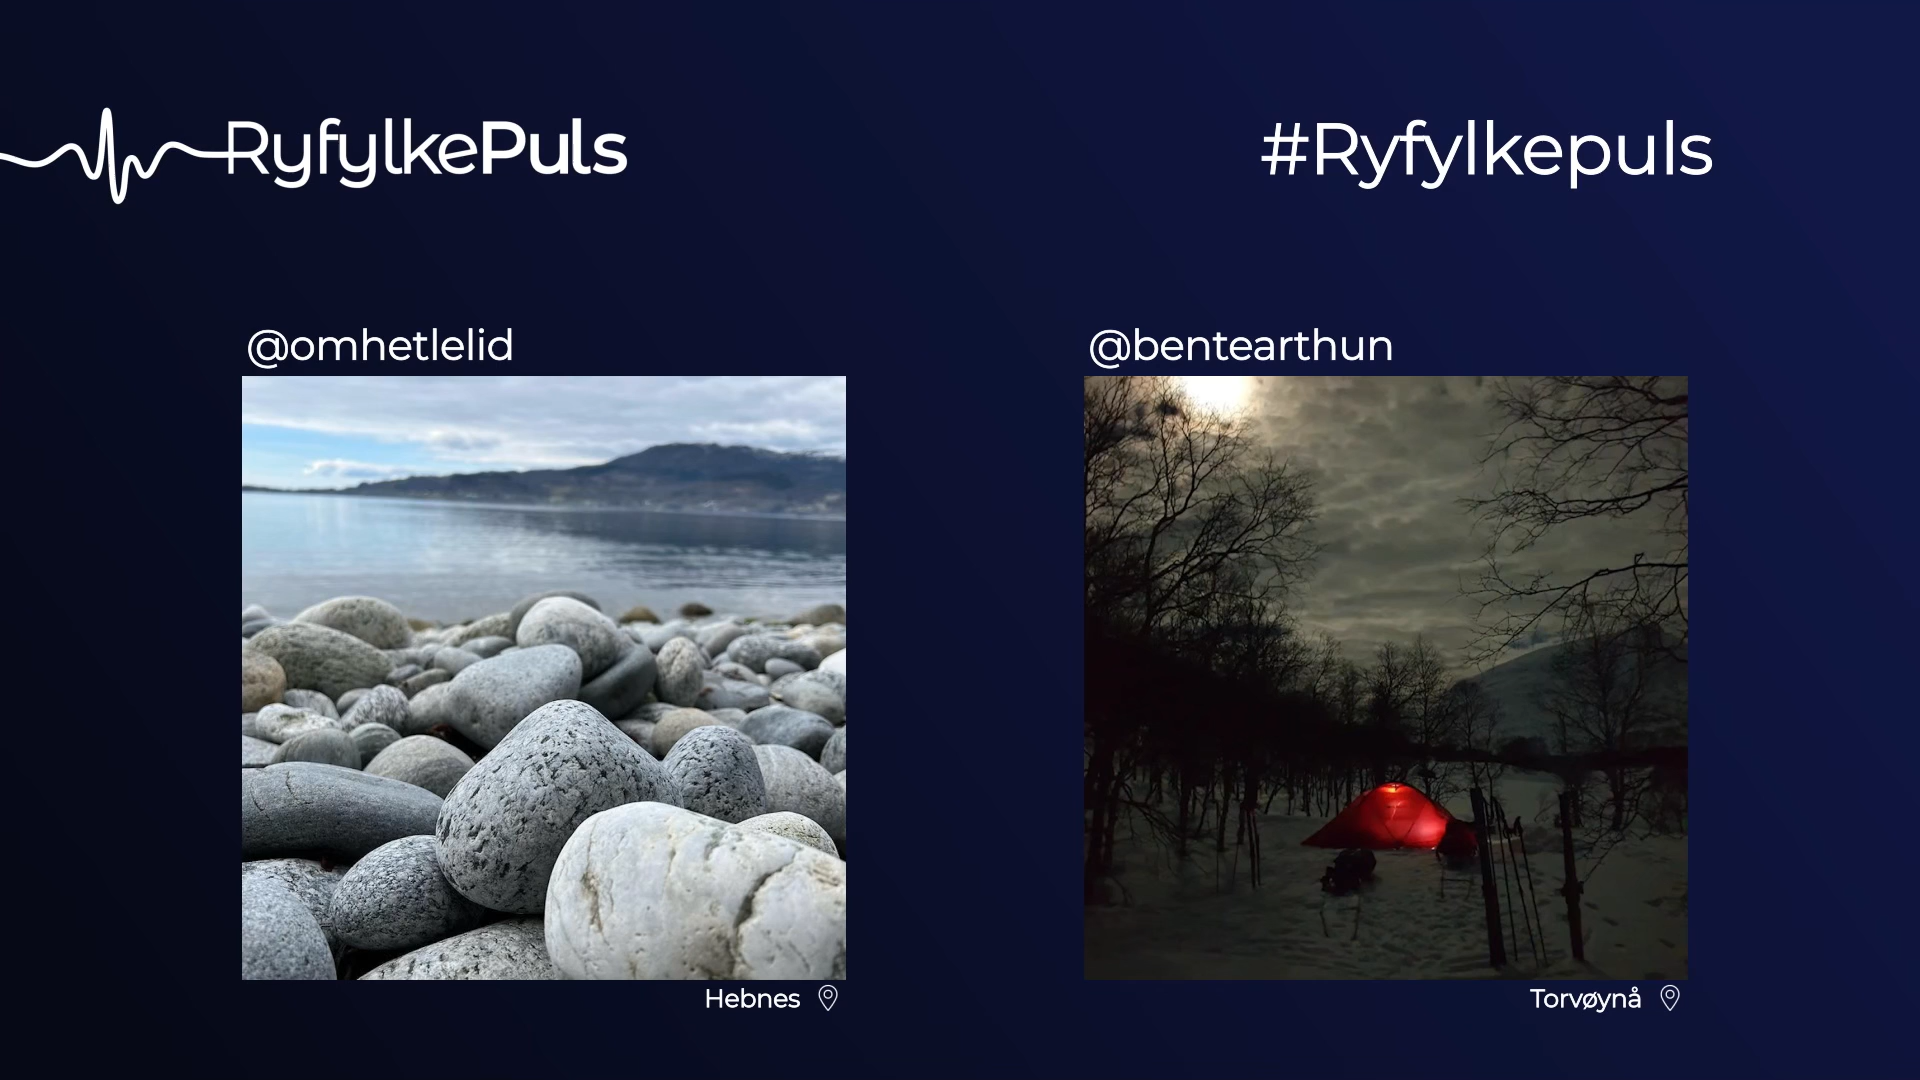 RyfylkePuls
#Ryfylkepuls
@omhetlelid
@bentearthun
Hebnes
Torvøynå